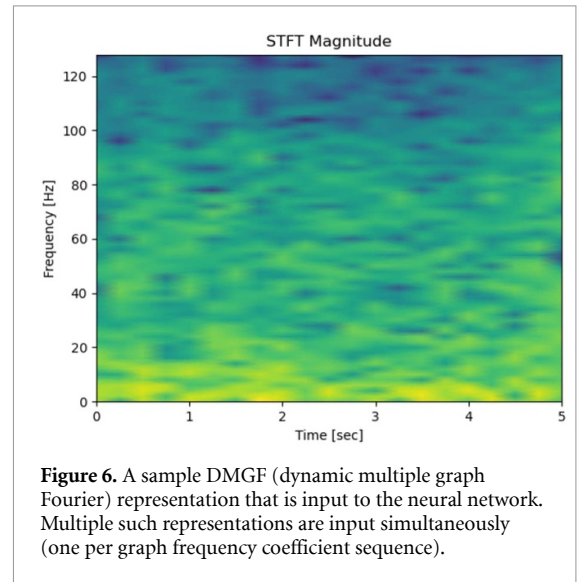 STFT Magnitude
120
100
80
60
40
20
0
Frequency [Hz]
0 1 2 3 4 5
Time [sec]
Figure 6. A sample DMGF (dynamic multiple graph
Fourier) representation that is input to the neural network.
Multiple such representations are input simultaneously
(one per graph frequency coefficient sequence).